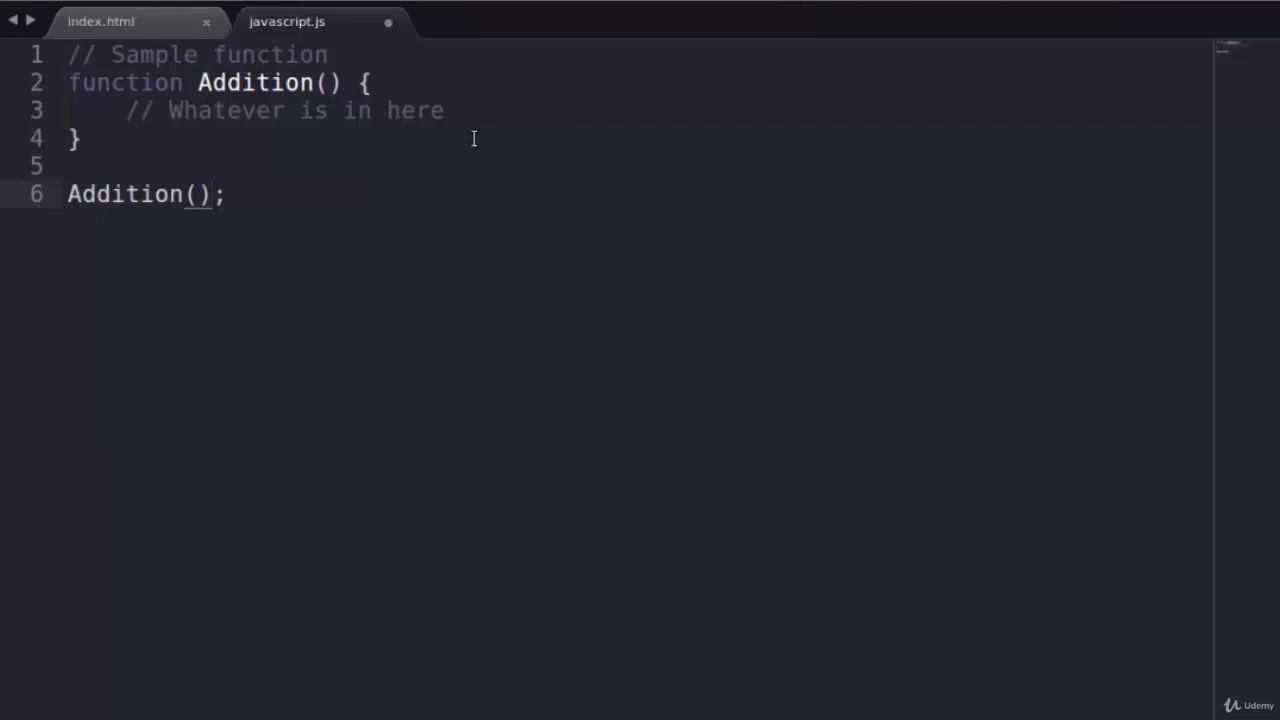 index.html
javascript.js
1 // Sample function
2 function Addition() {
3     // Whatever is in here
4 }
5
6 Addition();
Udemy